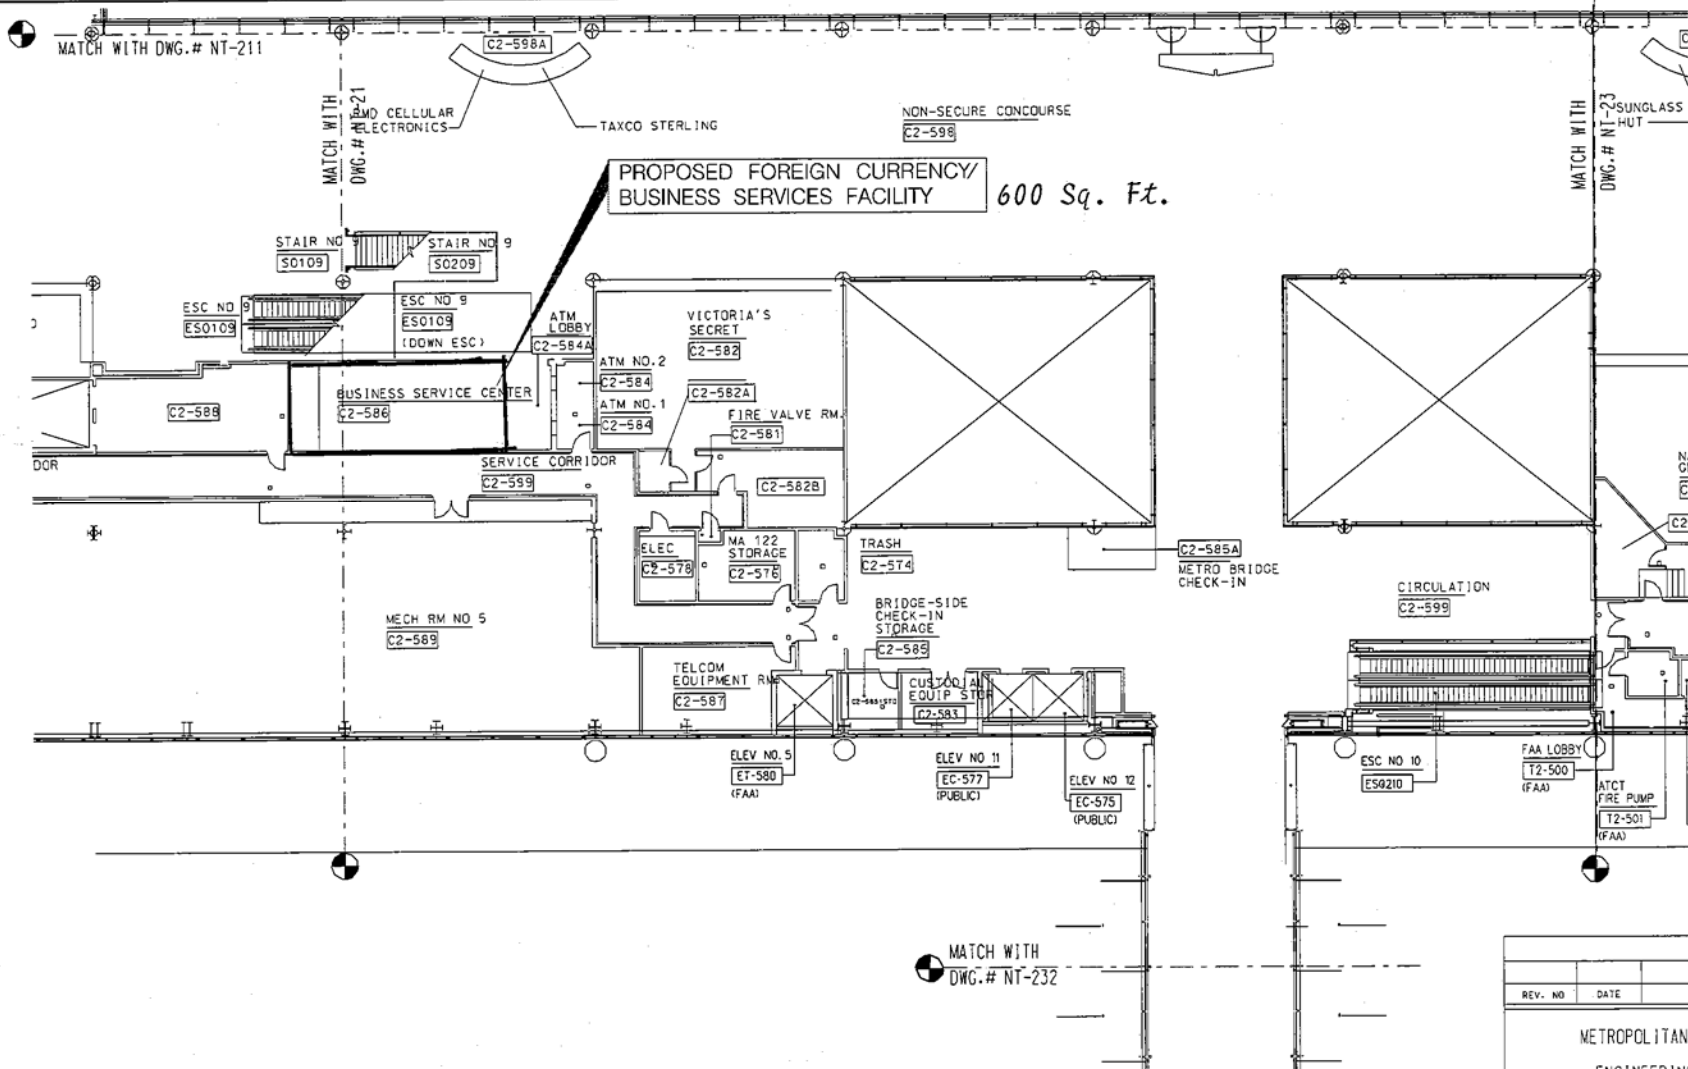 MATCH WITH DWG.# NT-211
C2-598A
MATCH WITH
DWG.# NT-21
CELLULAR
ELECTRONICS
TAXCO STERLING
NON-SECURE CONCOURSE
C2-598
MATCH WITH
DWG.# NT-23
SUNGLASS
HUT
PROPOSED FOREIGN CURRENCY/
BUSINESS SERVICES FACILITY
600 Sq. Ft.
STAIR NO 9
S0109
STAIR NO 9
S0209
ESC NO 9
ES0109
ESC NO 9
ES0109
(DOWN ESC)
ATM
LOBBY
C2-584A
VICTORIA'S
SECRET
C2-582
ATM NO.2
C2-584
ATM NO.1
C2-584
C2-582A
FIRE VALVE RM.
C2-581
C2-588
BUSINESS SERVICE CENTER
C2-586
DOR
SERVICE CORRIDOR
C2-599
C2-582B
ELEC
C2-578
MA 122
STORAGE
C2-576
TRASH
C2-574
C2-585A
METRO BRIDGE
CHECK-IN
CIRCULATION
C2-599
MECH RM NO 5
C2-589
BRIDGE-SIDE
CHECK-IN
STORAGE
C2-585
TELCOM
EQUIPMENT RM
C2-587
CUSTODIAL
EQUIP STOR
C2-583
ELEV NO.5
ET-580
(FAA)
ELEV NO 11
EC-577
(PUBLIC)
ELEV NO 12
EC-575
(PUBLIC)
ESC NO 10
ES0210
FAA LOBBY
T2-500
(FAA)
ATCT
FIRE PUMP
T2-501
(FAA)
MATCH WITH
DWG.# NT-232
REV. NO DATE
METROPOLITAN